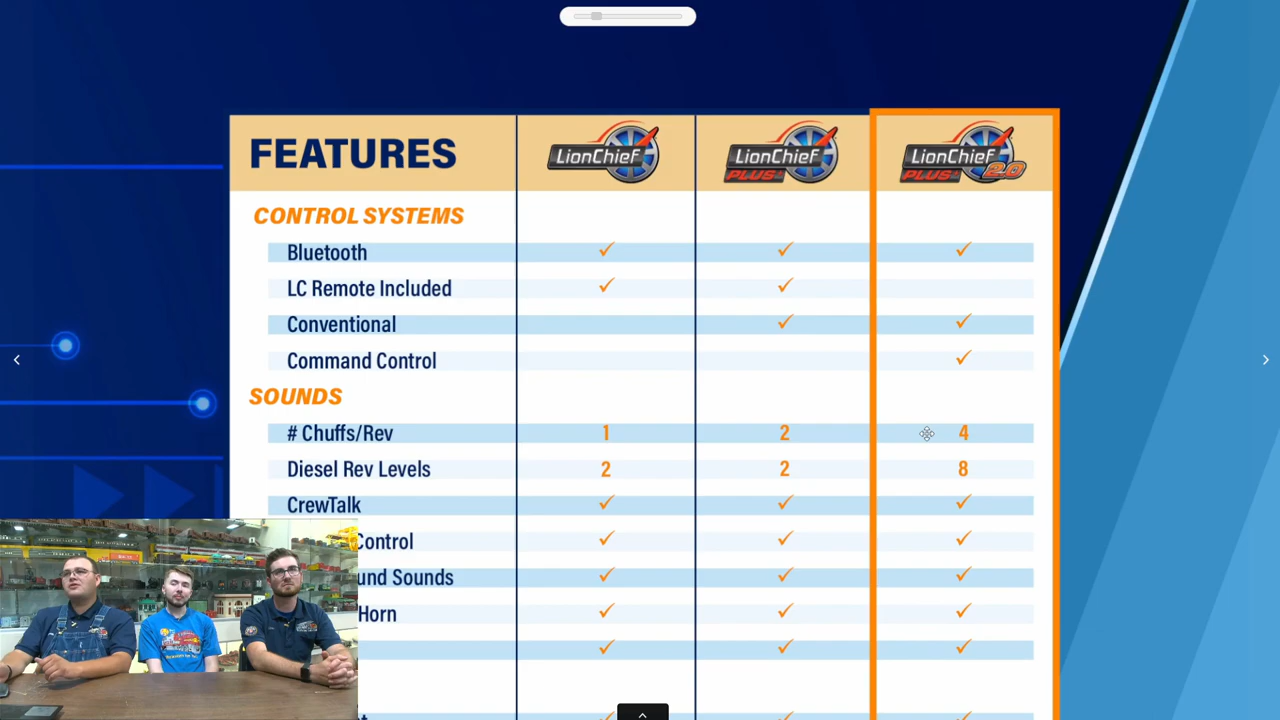 FEATURES LionChief LionChief PLUS LionChief PLUS 2.0
CONTROL SYSTEMS
Bluetooth ✓ ✓ ✓
LC Remote Included ✓ ✓
Conventional ✓ ✓
Command Control ✓
SOUNDS
# Chuffs/Rev 1 2 4
Diesel Rev Levels 2 2 8
CrewTalk ✓ ✓ ✓
Control ✓ ✓ ✓
und Sounds ✓ ✓ ✓
Horn ✓ ✓ ✓
✓ ✓ ✓